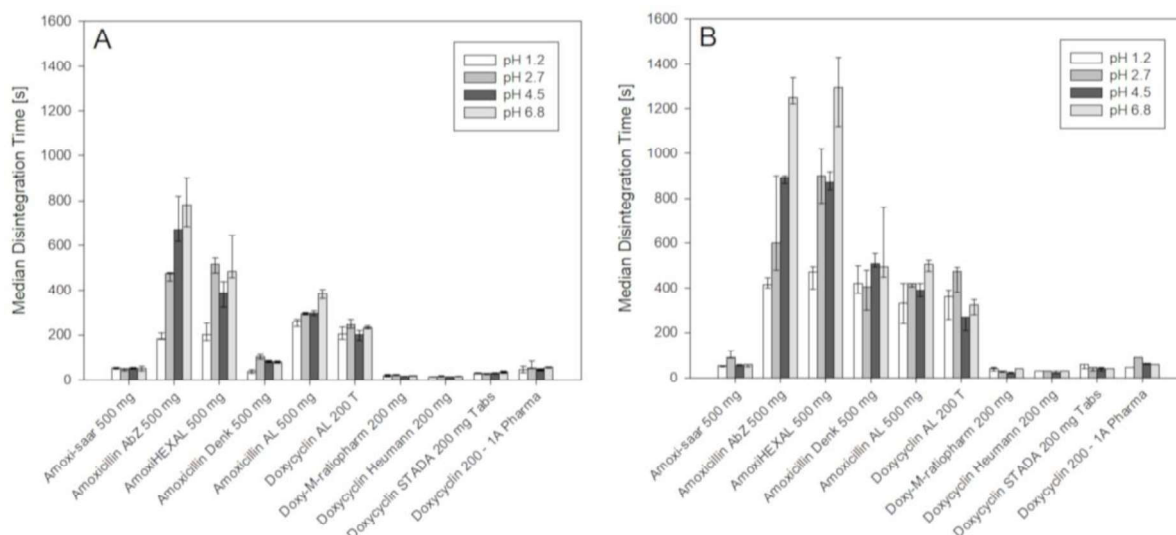 A
Median Disintegration Time [s]
1600
1400
1200
1000
800
600
400
200
0
pH 1.2
pH 2.7
pH 4.5
pH 6.8
Amoxi-saar 500 mg
Amoxicillin AbZ 500 mg
AmoxiHEXAL 500 mg
Amoxicillin Denk 500 mg
Amoxicillin AL 500 mg
Doxycyclin AL 200 T
Doxy-M-ratiopharm 200 mg
Doxycyclin Heumann 200 mg
Doxycyclin STADA 200 mg Tabs
Doxycyclin 200 - 1A Pharma
B
Median Disintegration Time [s]
1600
1400
1200
1000
800
600
400
200
0
pH 1.2
pH 2.7
pH 4.5
pH 6.8
Amoxi-saar 500 mg
Amoxicillin AbZ 500 mg
AmoxiHEXAL 500 mg
Amoxicillin Denk 500 mg
Amoxicillin AL 500 mg
Doxycyclin AL 200 T
Doxy-M-ratiopharm 200 mg
Doxycyclin Heumann 200 mg
Doxycyclin STADA 200 mg Tabs
Doxycyclin 200 - 1A Pharma